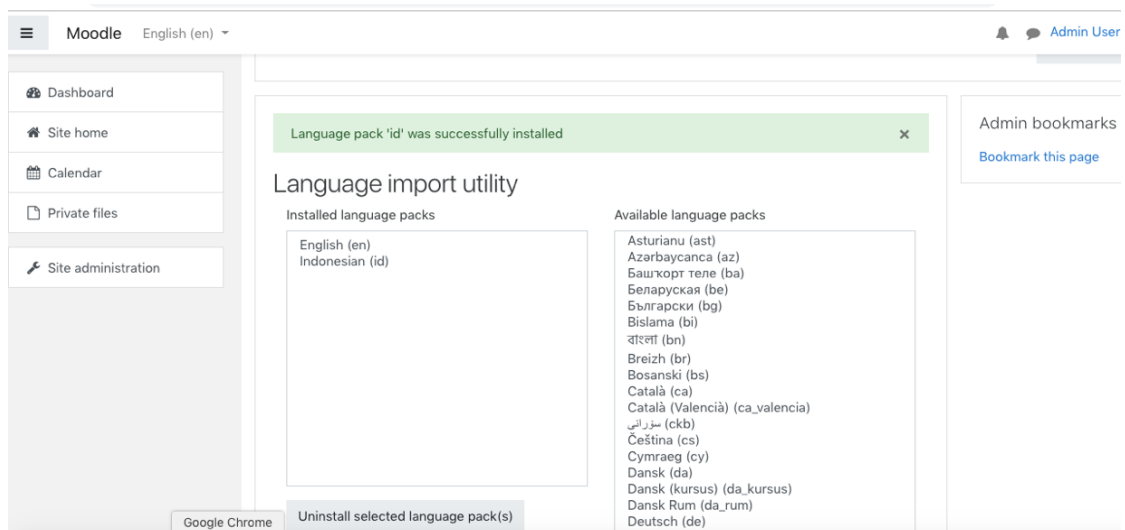 Moodle English (en)
Admin User
Dashboard
Site home
Calendar
Private files
Site administration
Language pack 'id' was successfully installed ×
Language import utility
Installed language packs
English (en)
Indonesian (id)
Uninstall selected language pack(s)
Available language packs
Asturianu (ast)
Azərbaycanca (az)
Башҡорт теле (ba)
Беларуская (be)
Български (bg)
Bislama (bi)
বাংলা (bn)
Breizh (br)
Bosanski (bs)
Català (ca)
Català (Valencià) (ca_valencia)
سۆرانی (ckb)
Čeština (cs)
Cymraeg (cy)
Dansk (da)
Dansk (kursus) (da_kursus)
Dansk Rum (da_rum)
Deutsch (de)
Admin bookmarks
Bookmark this page
Google Chrome